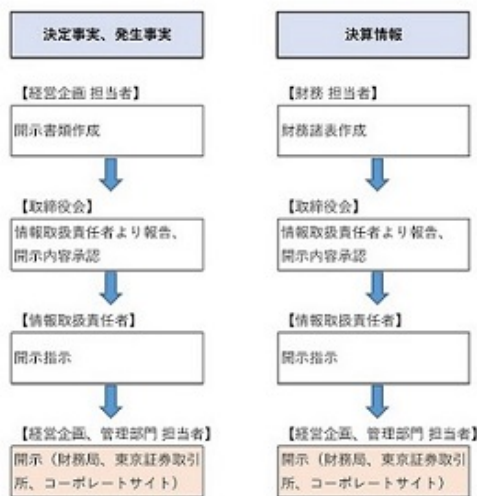 決定事実、発生事実
【経営企画 担当者】
開示書類作成
【取締役会】
情報取扱責任者より報告、
開示内容承認
【情報取扱責任者】
開示指示
【経営企画、管理部門 担当者】
開示（財務局、東京証券取引
所、コーポレートサイト）
決算情報
【財務 担当者】
財務諸表作成
【取締役会】
情報取扱責任者より報告、
開示内容承認
【情報取扱責任者】
開示指示
【経営企画、管理部門 担当者】
開示（財務局、東京証券取引
所、コーポレートサイト）